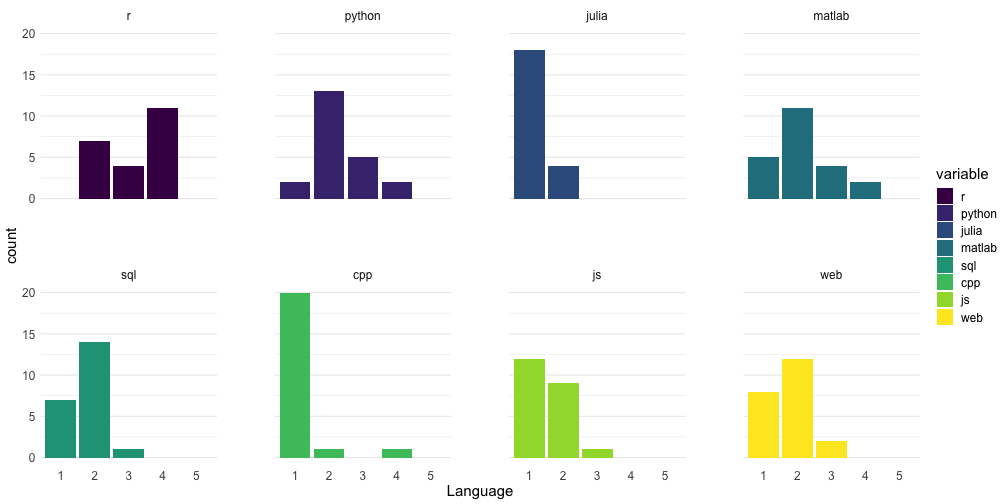 r python julia matlab
20
15
10
5
0
count
sql cpp js web
20
15
10
5
0
1 2 3 4 5 1 2 3 4 5 1 2 3 4 5 1 2 3 4 5
Language
variable
r
python
julia
matlab
sql
cpp
js
web